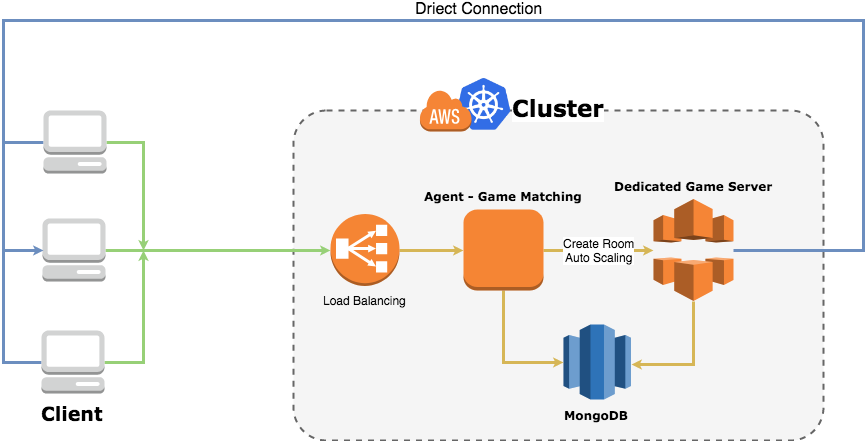 Driect Connection
AWS
Cluster
Agent - Game Matching
Dedicated Game Server
Create Room
Auto Scaling
Load Balancing
MongoDB
Client